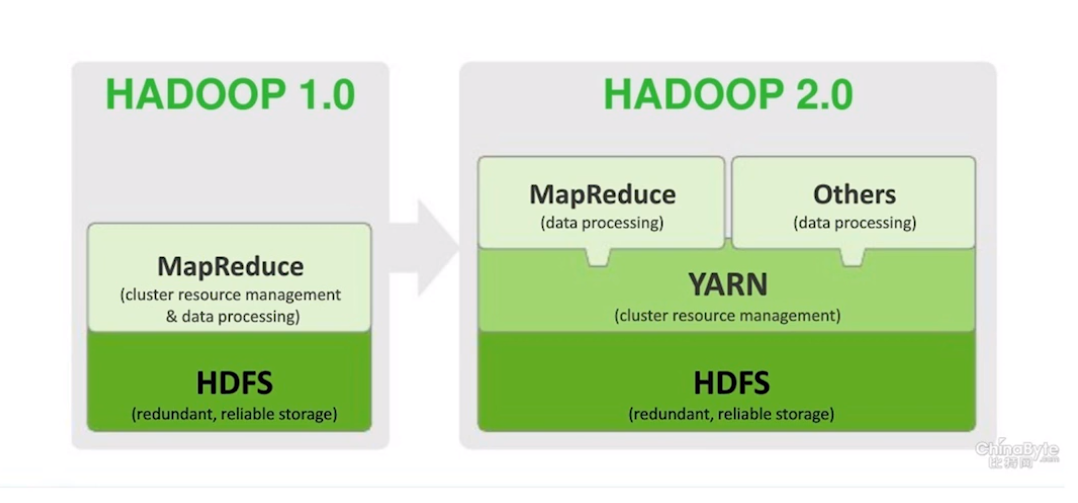 HADOOP 1.0
MapReduce
(cluster resource management
& data processing)
HDFS
(redundant, reliable storage)
HADOOP 2.0
MapReduce
(data processing)
Others
(data processing)
YARN
(cluster resource management)
HDFS
(redundant, reliable storage)
ChinaByte
比特网 .com